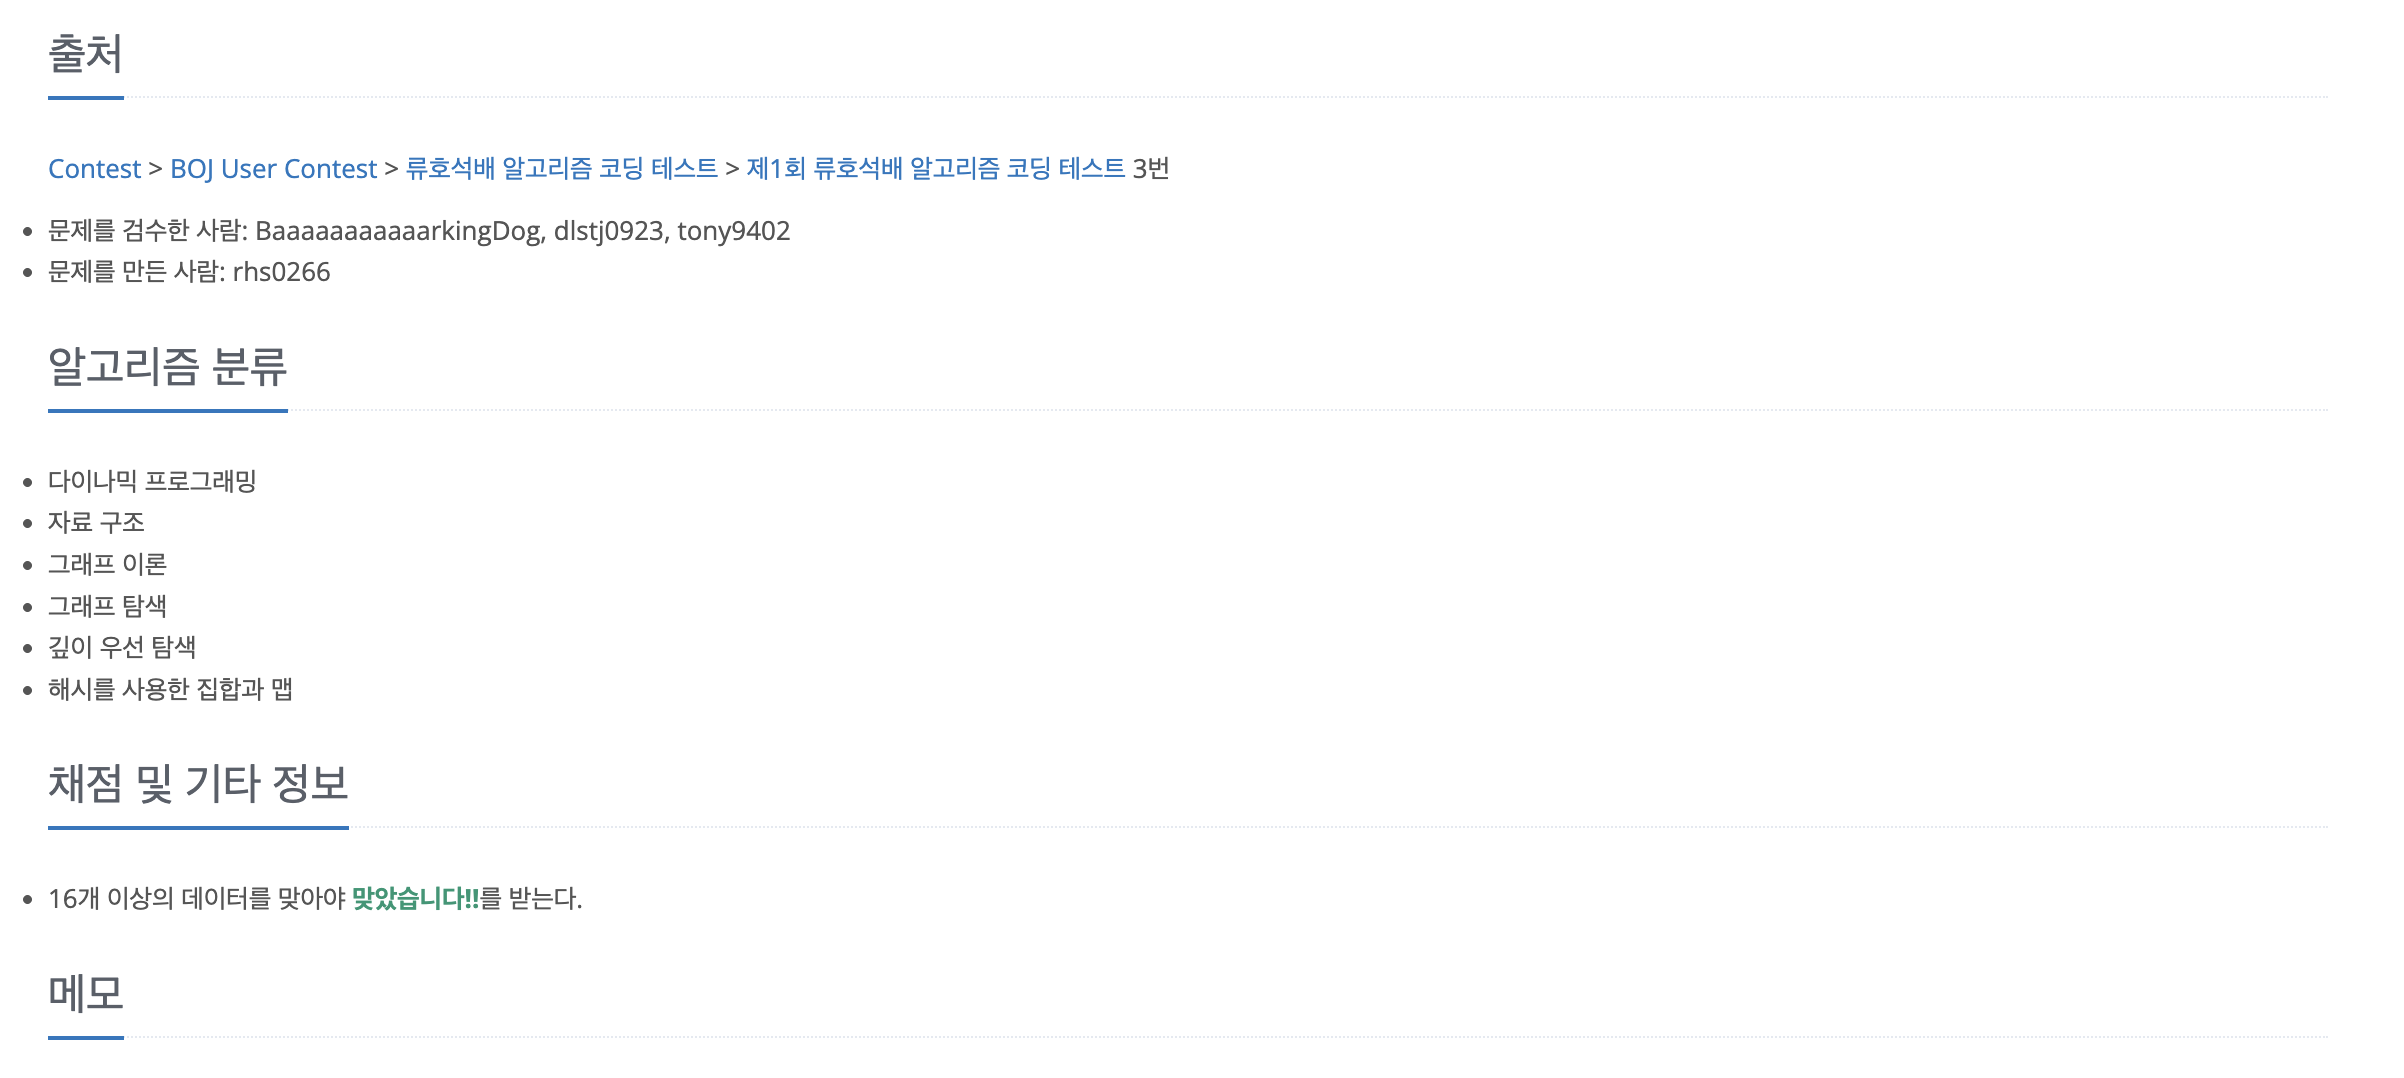 출처
Contest > BOJ User Contest > 류호석배 알고리즘 코딩 테스트 > 제1회 류호석배 알고리즘 코딩 테스트 3번
문제를 검수한 사람: BaaaaaaaaaaarkingDog, dlstj0923, tony9402
문제를 만든 사람: rhs0266
알고리즘 분류
다이나믹 프로그래밍
자료 구조
그래프 이론
그래프 탐색
깊이 우선 탐색
해시를 사용한 집합과 맵
채점 및 기타 정보
16개 이상의 데이터를 맞아야 맞았습니다!!를 받는다.
메모